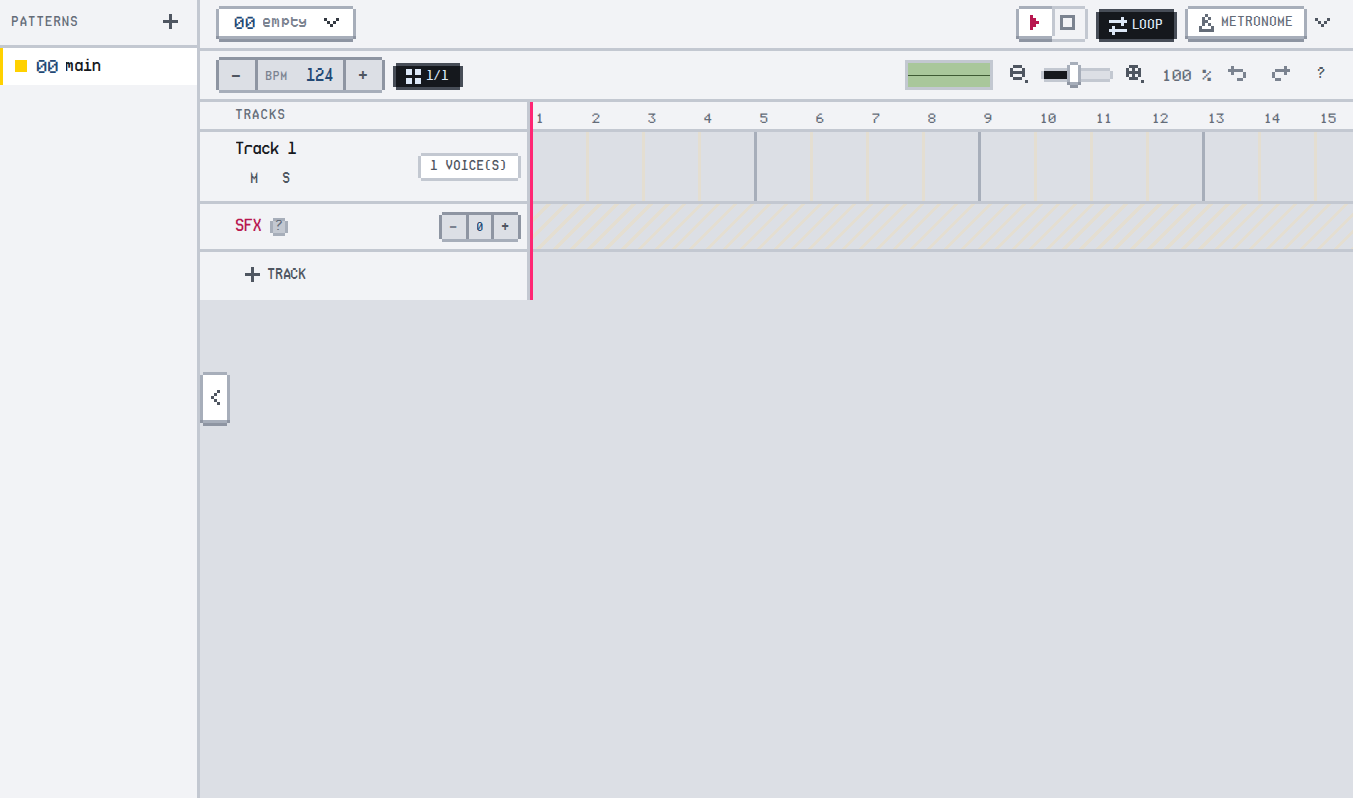 PATTERNS
00 main
00 empty
LOOP
METRONOME
− BPM 124 +
1/1
100 %
?
TRACKS
1 2 3 4 5 6 7 8 9 10 11 12 13 14 15
Track 1
M S
1 VOICE(S)
SFX ?
− 0 +
+ TRACK